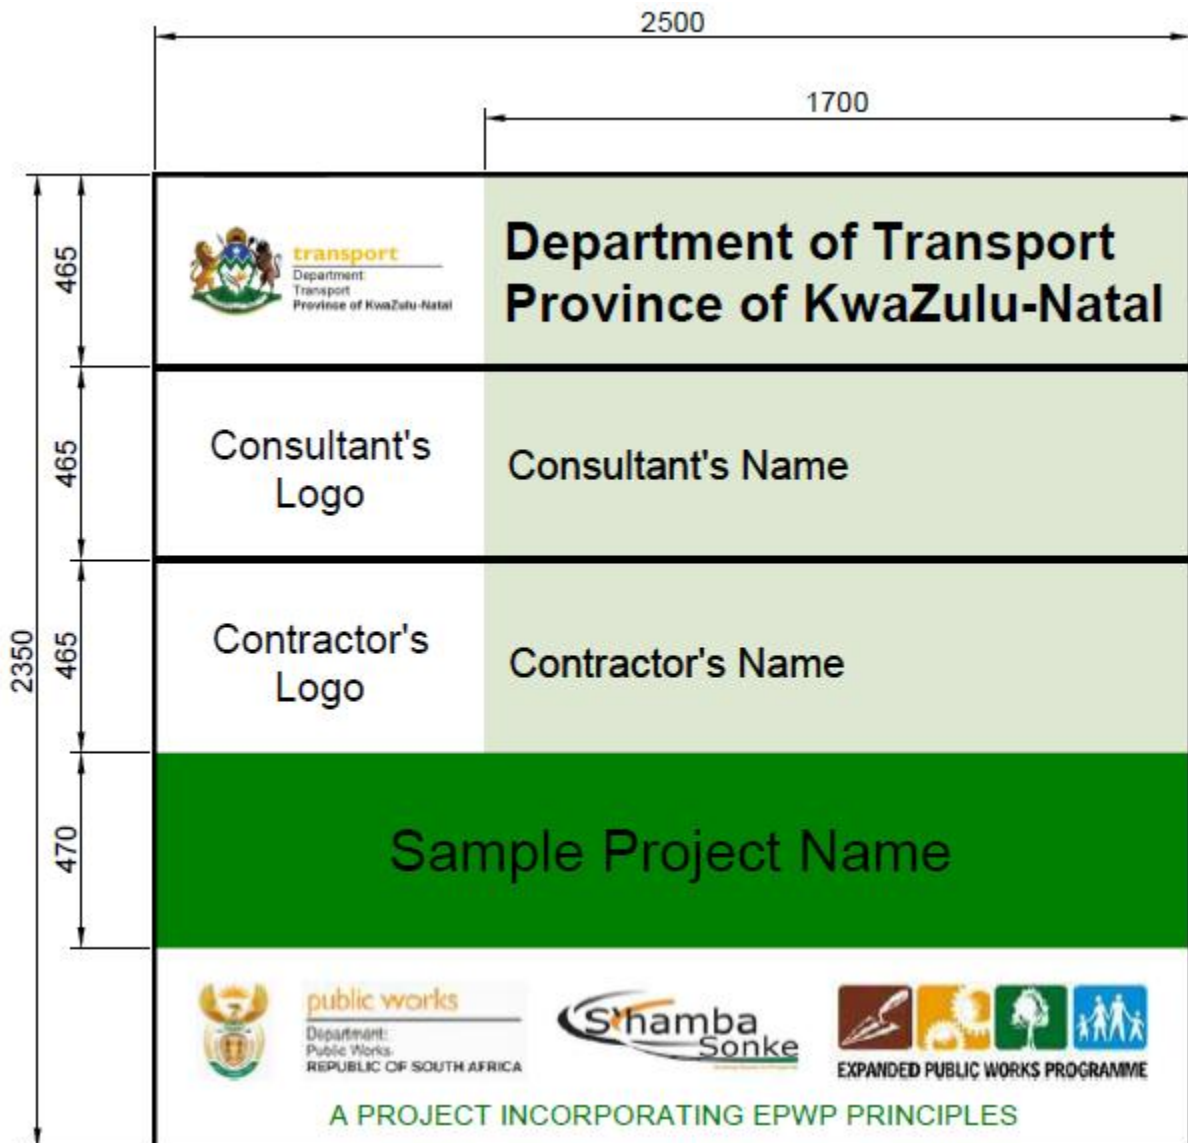 2500
1700
465
transport
Department
Transport
Province of KwaZulu-Natal
Department of Transport
Province of KwaZulu-Natal
465
Consultant's
Logo
Consultant's Name
2350
465
Contractor's
Logo
Contractor's Name
470
Sample Project Name
public works
Department:
Public Works
REPUBLIC OF SOUTH AFRICA
S'hamba
Sonke
EXPANDED PUBLIC WORKS PROGRAMME
A PROJECT INCORPORATING EPWP PRINCIPLES